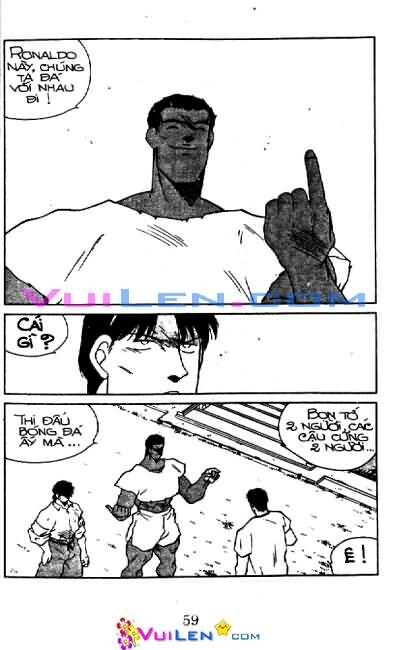 RONALDO
NÀY, CHÚNG
TA ĐÁ
VỚI NHAU
ĐI !
VUILEN.COM
CÁI
GÌ?
THI ĐẤU
BÓNG ĐÁ
ẤY MÀ...
BỌN TỚ
2 NGƯỜI, CÁC
CẬU CŨNG
2 NGƯỜI...
Ê !
59
VUILEN COM